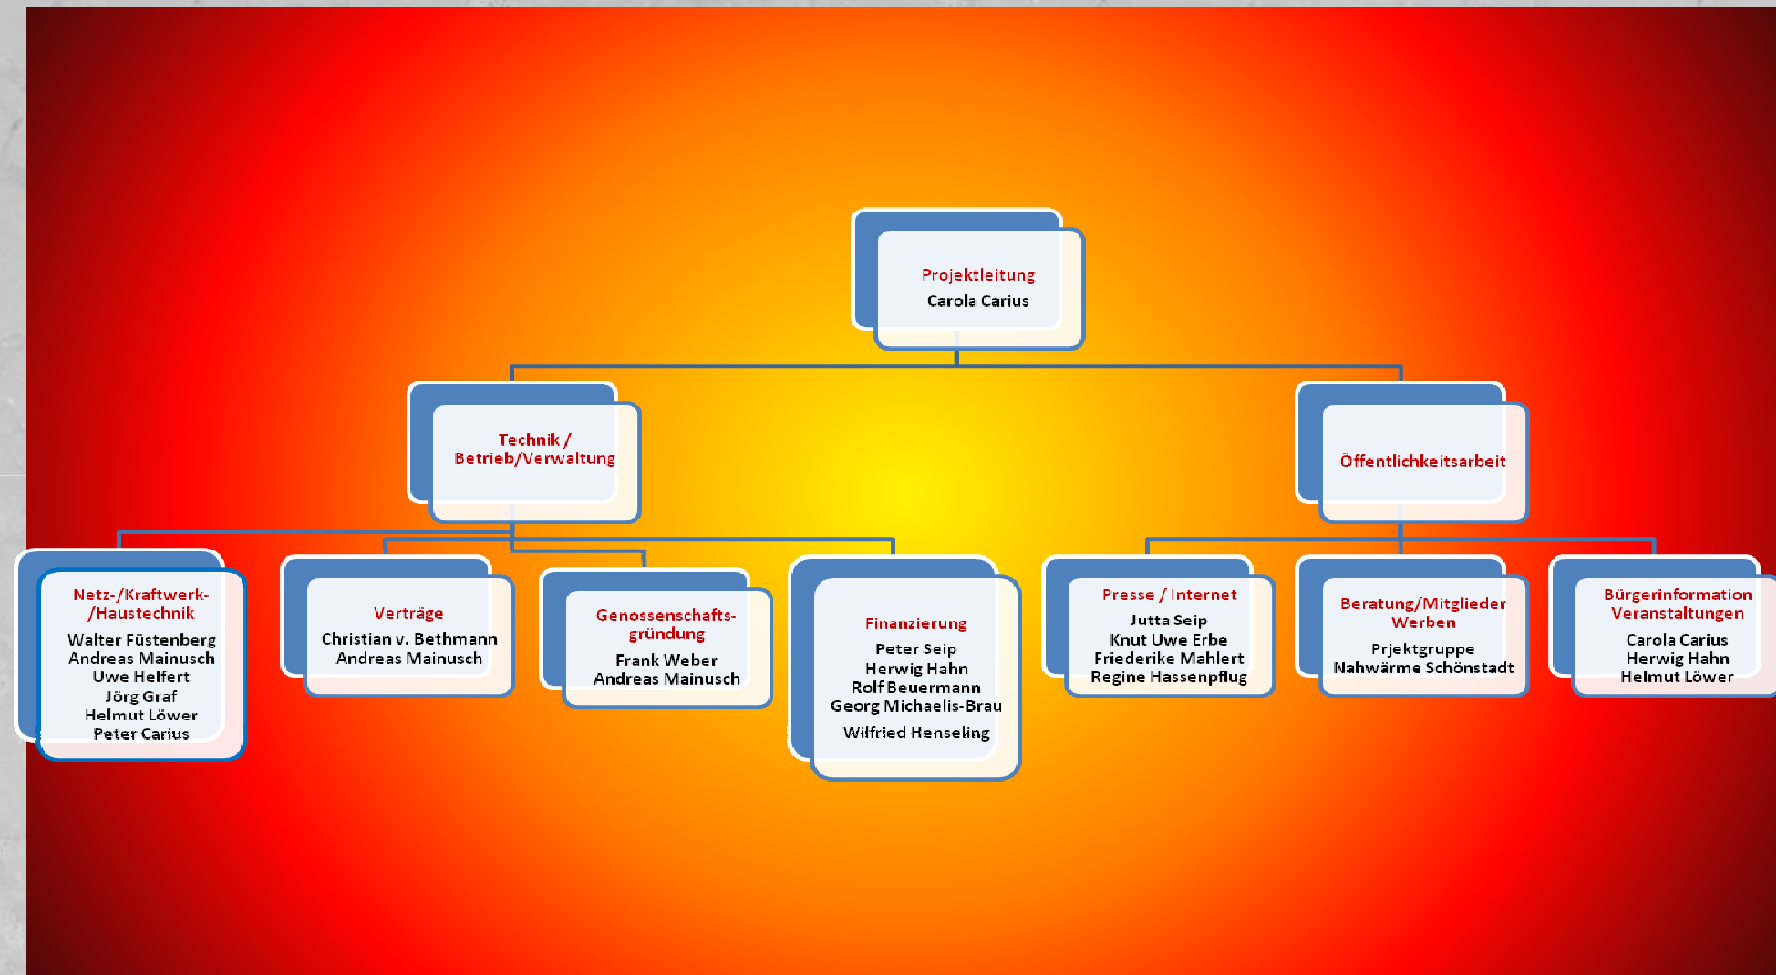 Projektleitung
Carola Carius
Technik /
Betrieb/Verwaltung
Öffentlichkeitsarbeit
Netz-/Kraftwerk-
/Haustechnik
Walter Füstenberg
Andreas Mainusch
Uwe Helfert
Jörg Graf
Helmut Löwer
Peter Carius
Verträge
Christian v. Bethmann
Andreas Mainusch
Genossenschafts-
gründung
Frank Weber
Andreas Mainusch
Finanzierung
Peter Seip
Herwig Hahn
Rolf Beuermann
Georg Michaelis-Brau
Wilfried Henseling
Presse / Internet
Jutta Seip
Knut Uwe Erbe
Friederike Mahlert
Regine Hassenpflug
Beratung/Mitglieder
Werben
Prjektgruppe
Nahwärme Schönstadt
Bürgerinformation
Veranstaltungen
Carola Carius
Herwig Hahn
Helmut Löwer